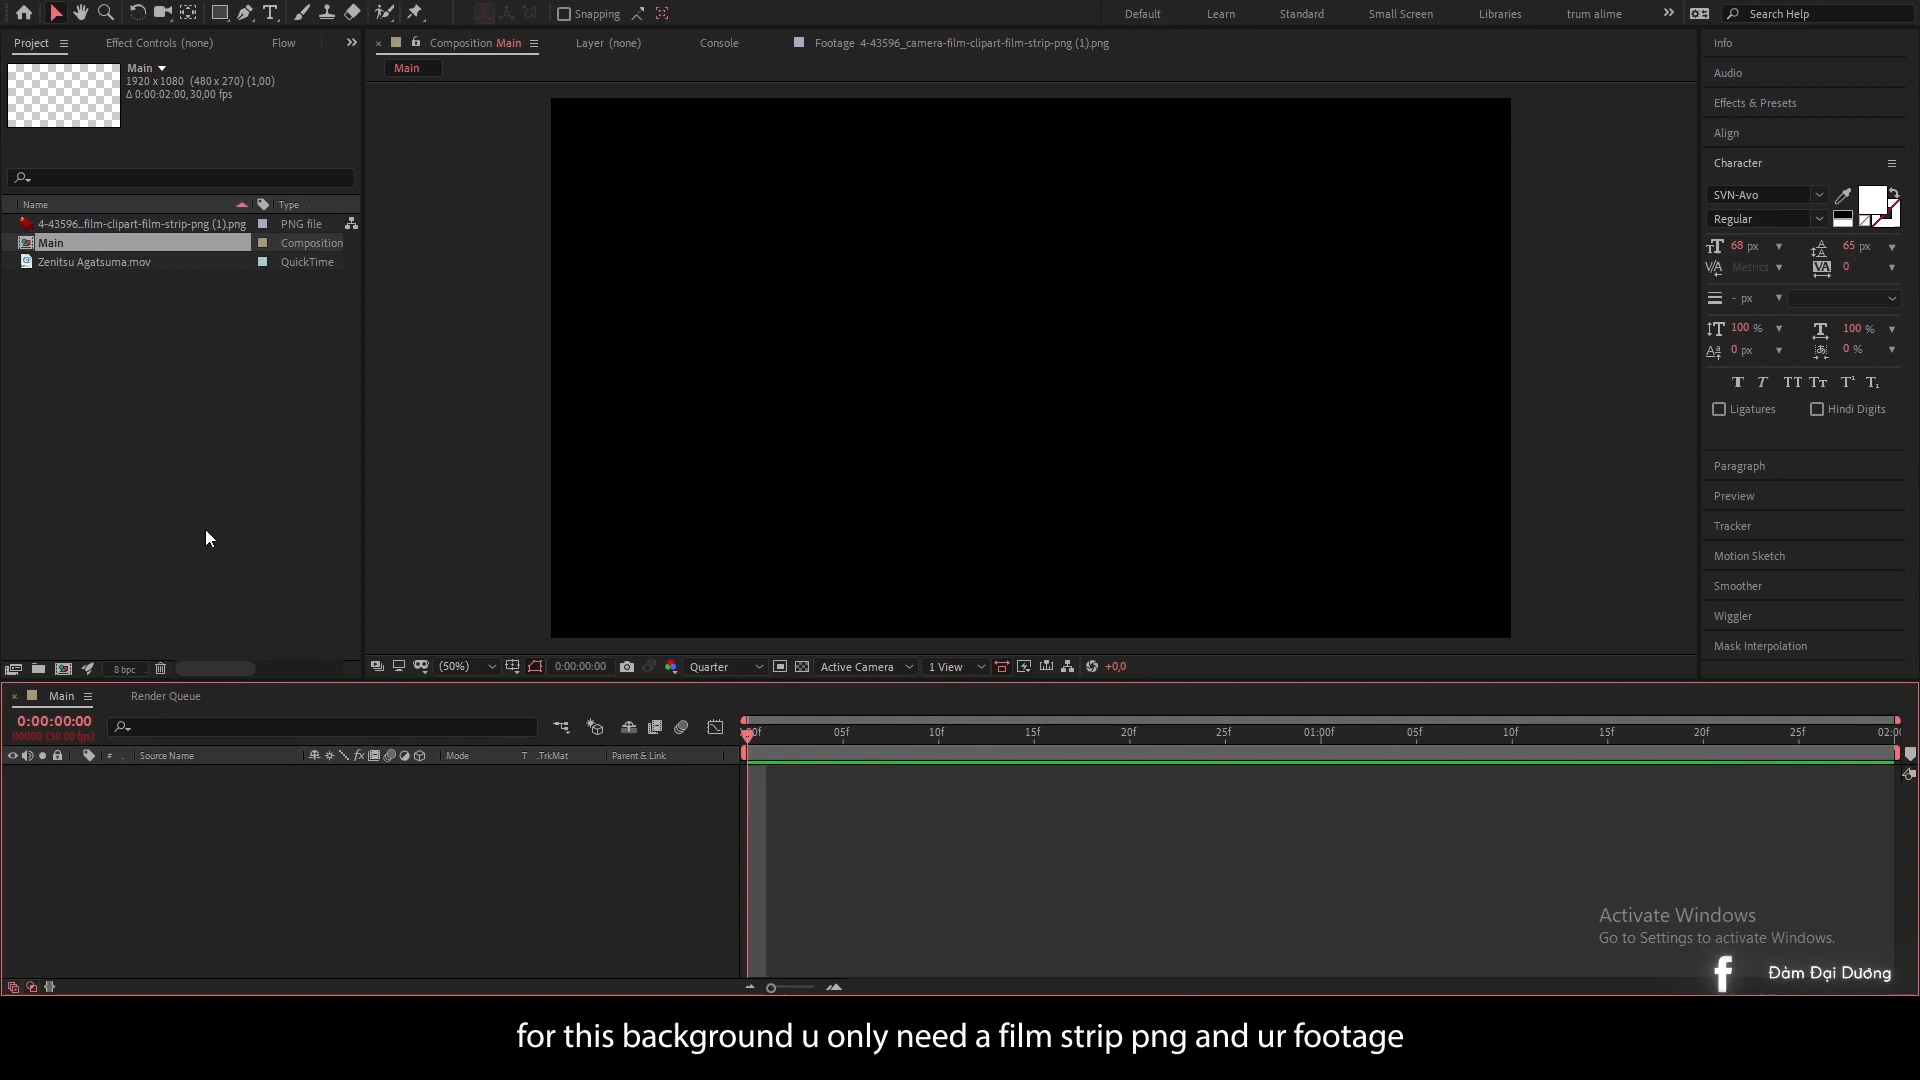 Snapping
Default
Learn
Standard
Small Screen
Libraries
trum alime
Search Help
Project
Effect Controls (none)
Flow
Composition Main
Layer (none)
Console
Footage 4-43596_camera-film-clipart-film-strip-png (1).png
Info
Main
1920 x 1080 (480 x 270) (1,00)
Δ 0:00:02:00, 30,00 fps
Main
Audio
Effects & Presets
Align
Character
SVN-Avo
Regular
68 px
65 px
Metrics
0
- px
100 %
100 %
0 px
0 %
Ligatures
Hindi Digits
Paragraph
Preview
Tracker
Motion Sketch
Smoother
Wiggler
Mask Interpolation
Name
Type
4-43596_film-clipart-film-strip-png (1).png
PNG file
Main
Composition
Zenitsu Agatsuma.mov
QuickTime
8 bpc
(50%)
0:00:00:00
Quarter
Active Camera
1 View
+0,0
Main
Render Queue
0:00:00:00
00000 (30.00 fps)
05f
10f
15f
20f
25f
01:00f
05f
10f
15f
20f
25f
#
Source Name
Mode
T .TrkMat
Parent & Link
Activate Windows
Go to Settings to activate Windows.
f Đàm Đại Dương
for this background u only need a film strip png and ur footage